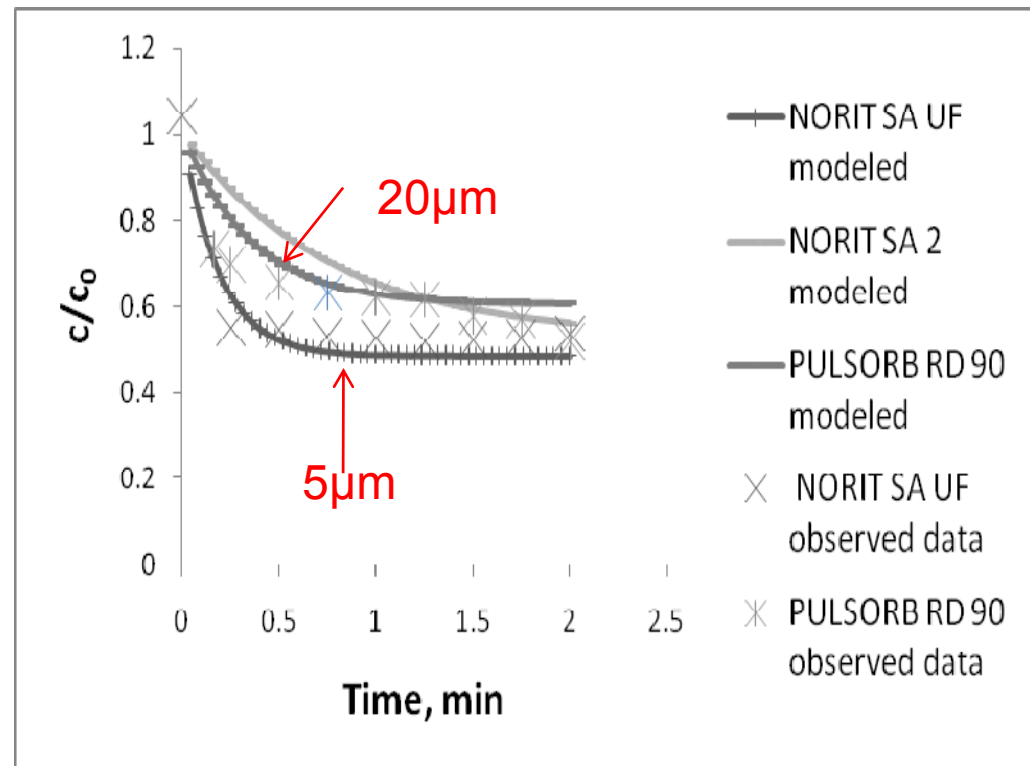 1.2
1
0.8
0.6
0.4
0.2
0
c/c₀
0
0.5
1
1.5
2
2.5
Time, min
20µm
5µm
NORIT SA UF
modeled
NORIT SA 2
modeled
PULSORB RD 90
modeled
NORIT SA UF
observed data
PULSORB RD 90
observed data